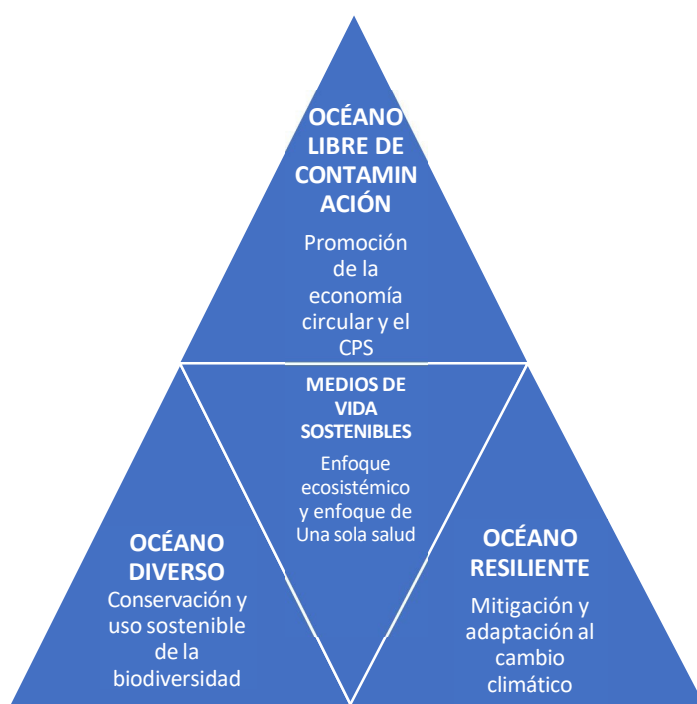 OCÉANO
LIBRE DE
CONTAMIN
ACIÓN
Promoción
de la
economía
circular y el
CPS
MEDIOS DE
VIDA
SOSTENIBLES
Enfoque
ecosistémico
y enfoque de
Una sola salud
OCÉANO
DIVERSO
Conservación y
uso sostenible
de la
biodiversidad
OCÉANO
RESILIENTE
Mitigación y
adaptación al
cambio
climático